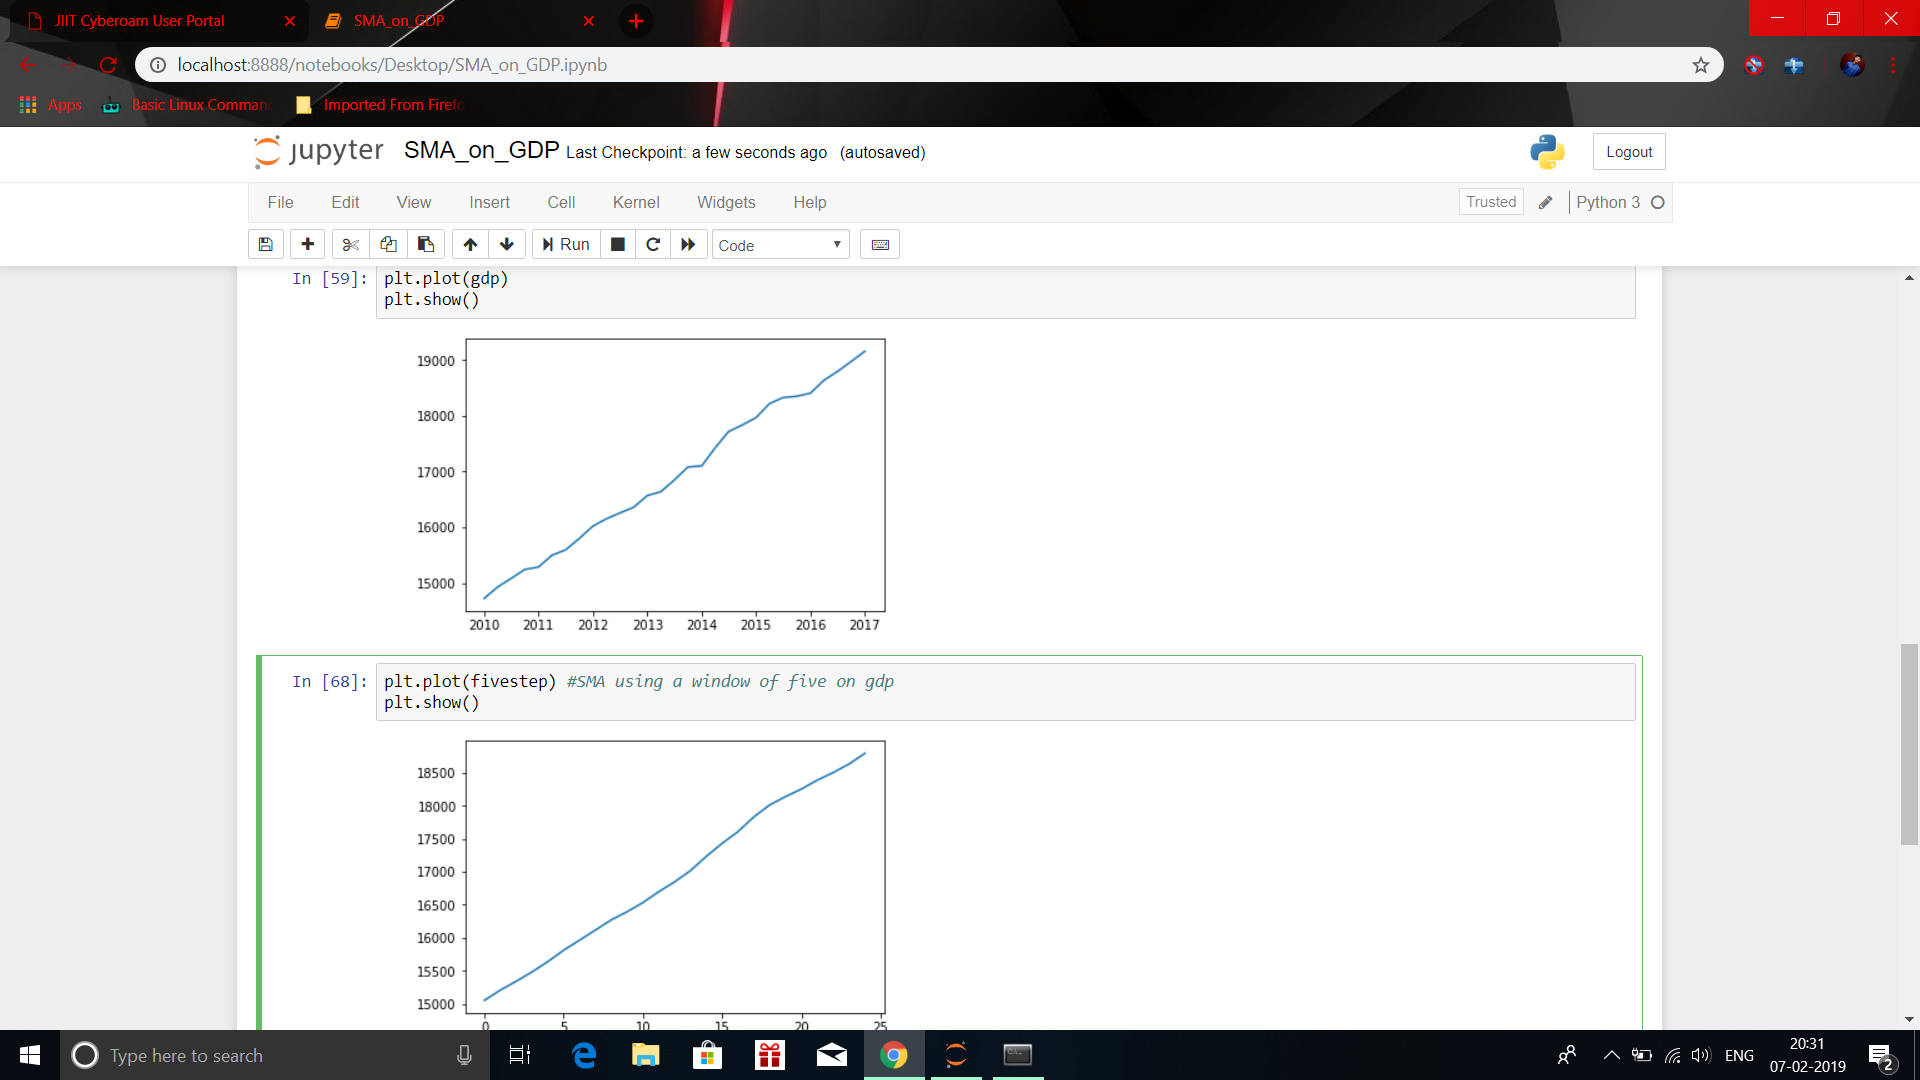 JIIT Cyberoam User Portal
SMA_on_GDP
localhost:8888/notebooks/Desktop/SMA_on_GDP.ipynb
Apps
Basic Linux Comman
Imported From Firefo
jupyter SMA_on_GDP Last Checkpoint: a few seconds ago (autosaved)
Logout
File Edit View Insert Cell Kernel Widgets Help
Trusted
Python 3
Run
Code
In [59]: plt.plot(gdp)
plt.show()
19000
18000
17000
16000
15000
2010 2011 2012 2013 2014 2015 2016 2017
In [68]: plt.plot(fivestep) #SMA using a window of five on gdp
plt.show()
18500
18000
17500
17000
16500
16000
15500
15000
0 5 10 15 20 25
Type here to search
ENG
20:31
07-02-2019
2